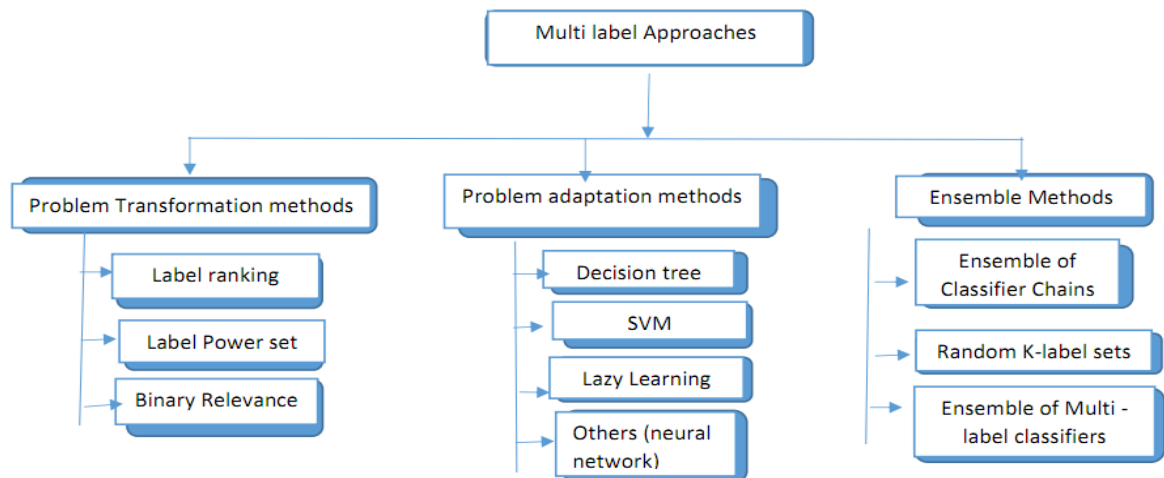 Multi label Approaches
Problem Transformation methods
Label ranking
Label Power set
Binary Relevance
Problem adaptation methods
Decision tree
SVM
Lazy Learning
Others (neural
network)
Ensemble Methods
Ensemble of
Classifier Chains
Random K-label sets
Ensemble of Multi -
label classifiers